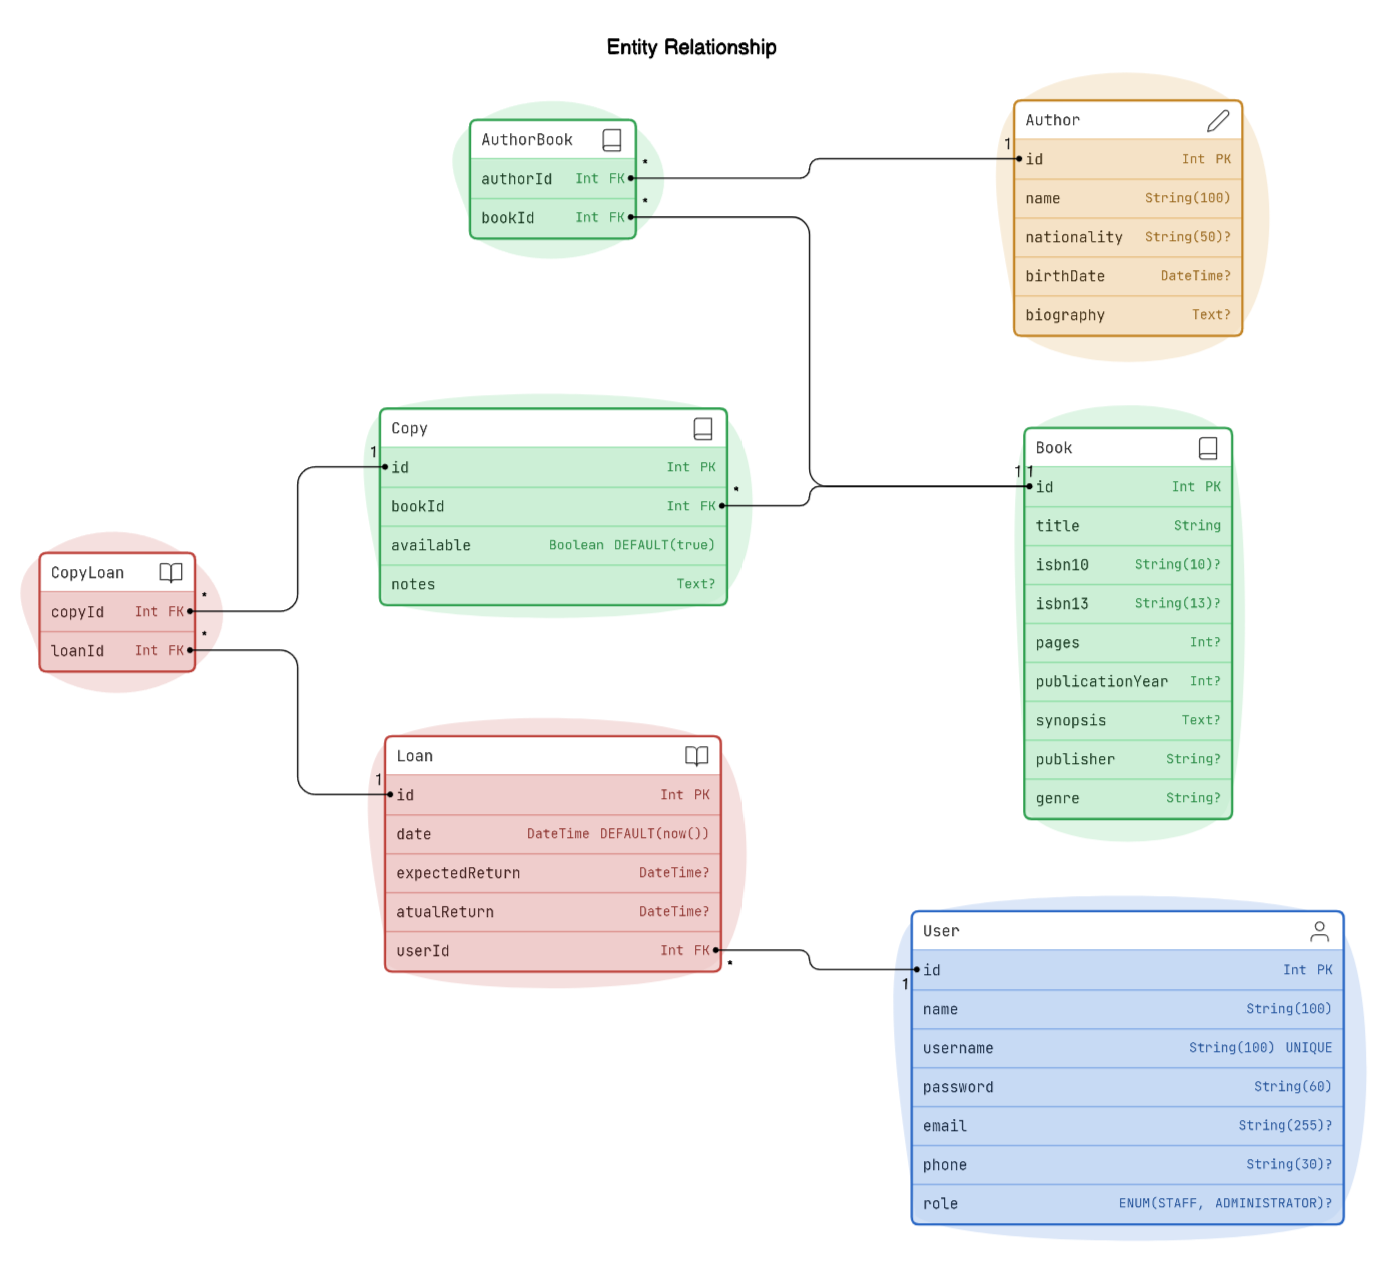 Entity Relationship
AuthorBook
authorId Int FK
*
bookId Int FK
*
Author
1
id Int PK
name String(100)
nationality String(50)?
birthDate DateTime?
biography Text?
Copy
1
id Int PK
bookId Int FK
*
available Boolean DEFAULT(true)
notes Text?
Book
1 1
id Int PK
title String
isbn10 String(10)?
isbn13 String(13)?
pages Int?
publicationYear Int?
synopsis Text?
publisher String?
genre String?
CopyLoan
copyId Int FK
*
loanId Int FK
*
Loan
1
id Int PK
date DateTime DEFAULT(now())
expectedReturn DateTime?
atualReturn DateTime?
userId Int FK
*
User
id Int PK
1
name String(100)
username String(100) UNIQUE
password String(60)
email String(255)?
phone String(30)?
role ENUM(STAFF, ADMINISTRATOR)?